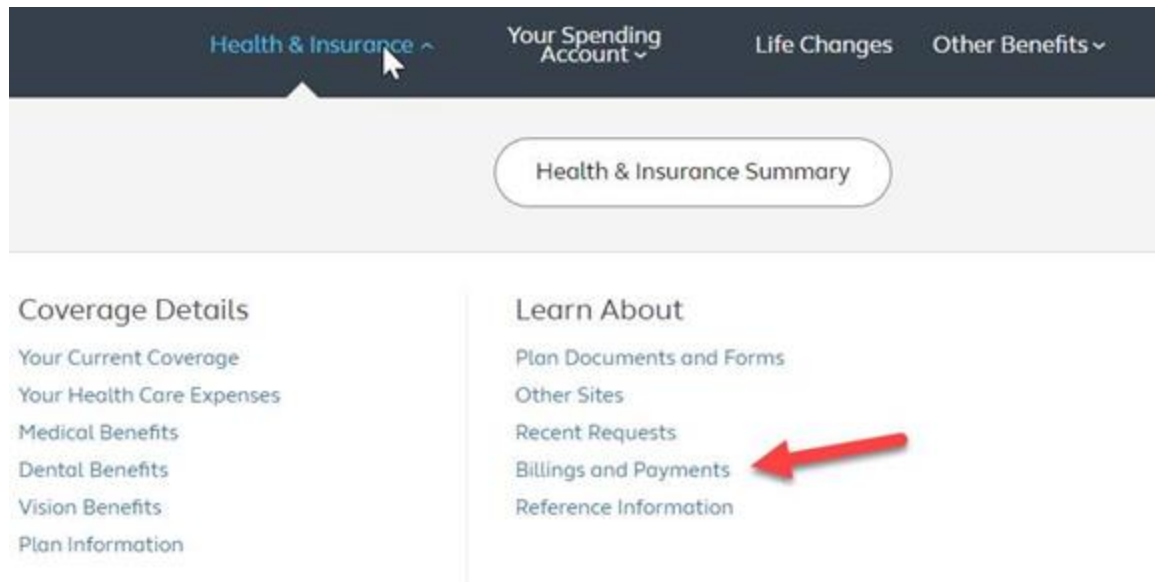 Health & Insurance
Your Spending
Account
Life Changes
Other Benefits
Health & Insurance Summary
Coverage Details
Your Current Coverage
Your Health Care Expenses
Medical Benefits
Dental Benefits
Vision Benefits
Plan Information
Learn About
Plan Documents and Forms
Other Sites
Recent Requests
Billings and Payments
Reference Information